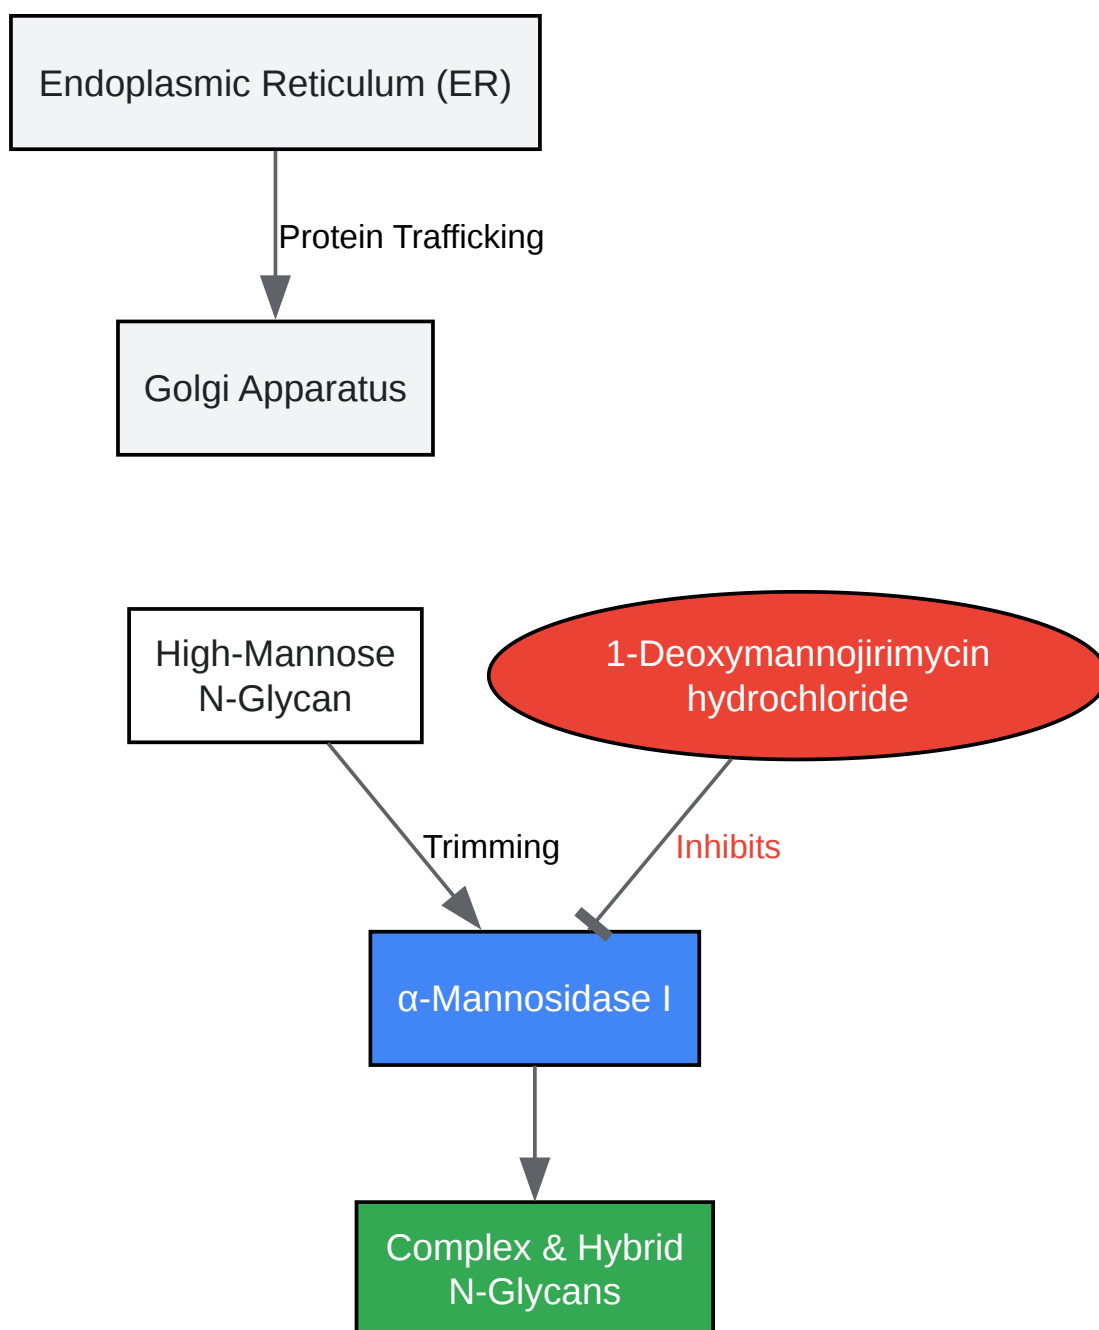 Endoplasmic Reticulum (ER)
Protein Trafficking
Golgi Apparatus
High-Mannose
N-Glycan
1-Deoxymannojirimycin
hydrochloride
Trimming
Inhibits
α-Mannosidase I
Complex & Hybrid
N-Glycans